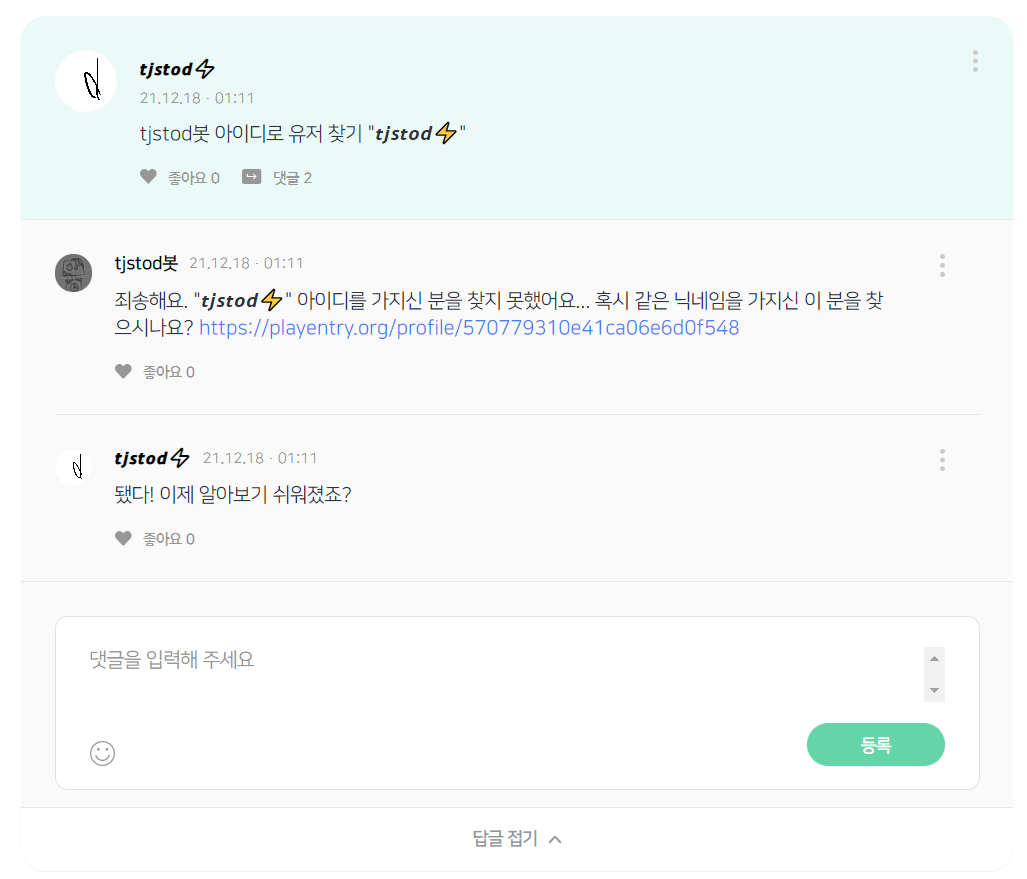 tjstod⚡
21.12.18 · 01:11
tjstod봇 아이디로 유저 찾기 "tjstod⚡"
좋아요 0 댓글 2
tjstod봇 21.12.18 · 01:11
죄송해요. "tjstod⚡" 아이디를 가지신 분을 찾지 못했어요... 혹시 같은 닉네임을 가지신 이 분을 찾
으시나요? https://playentry.org/profile/570779310e41ca06e6d0f548
좋아요 0
tjstod⚡ 21.12.18 · 01:11
됐다! 이제 알아보기 쉬워졌죠?
좋아요 0
댓글을 입력해 주세요
등록
답글 접기